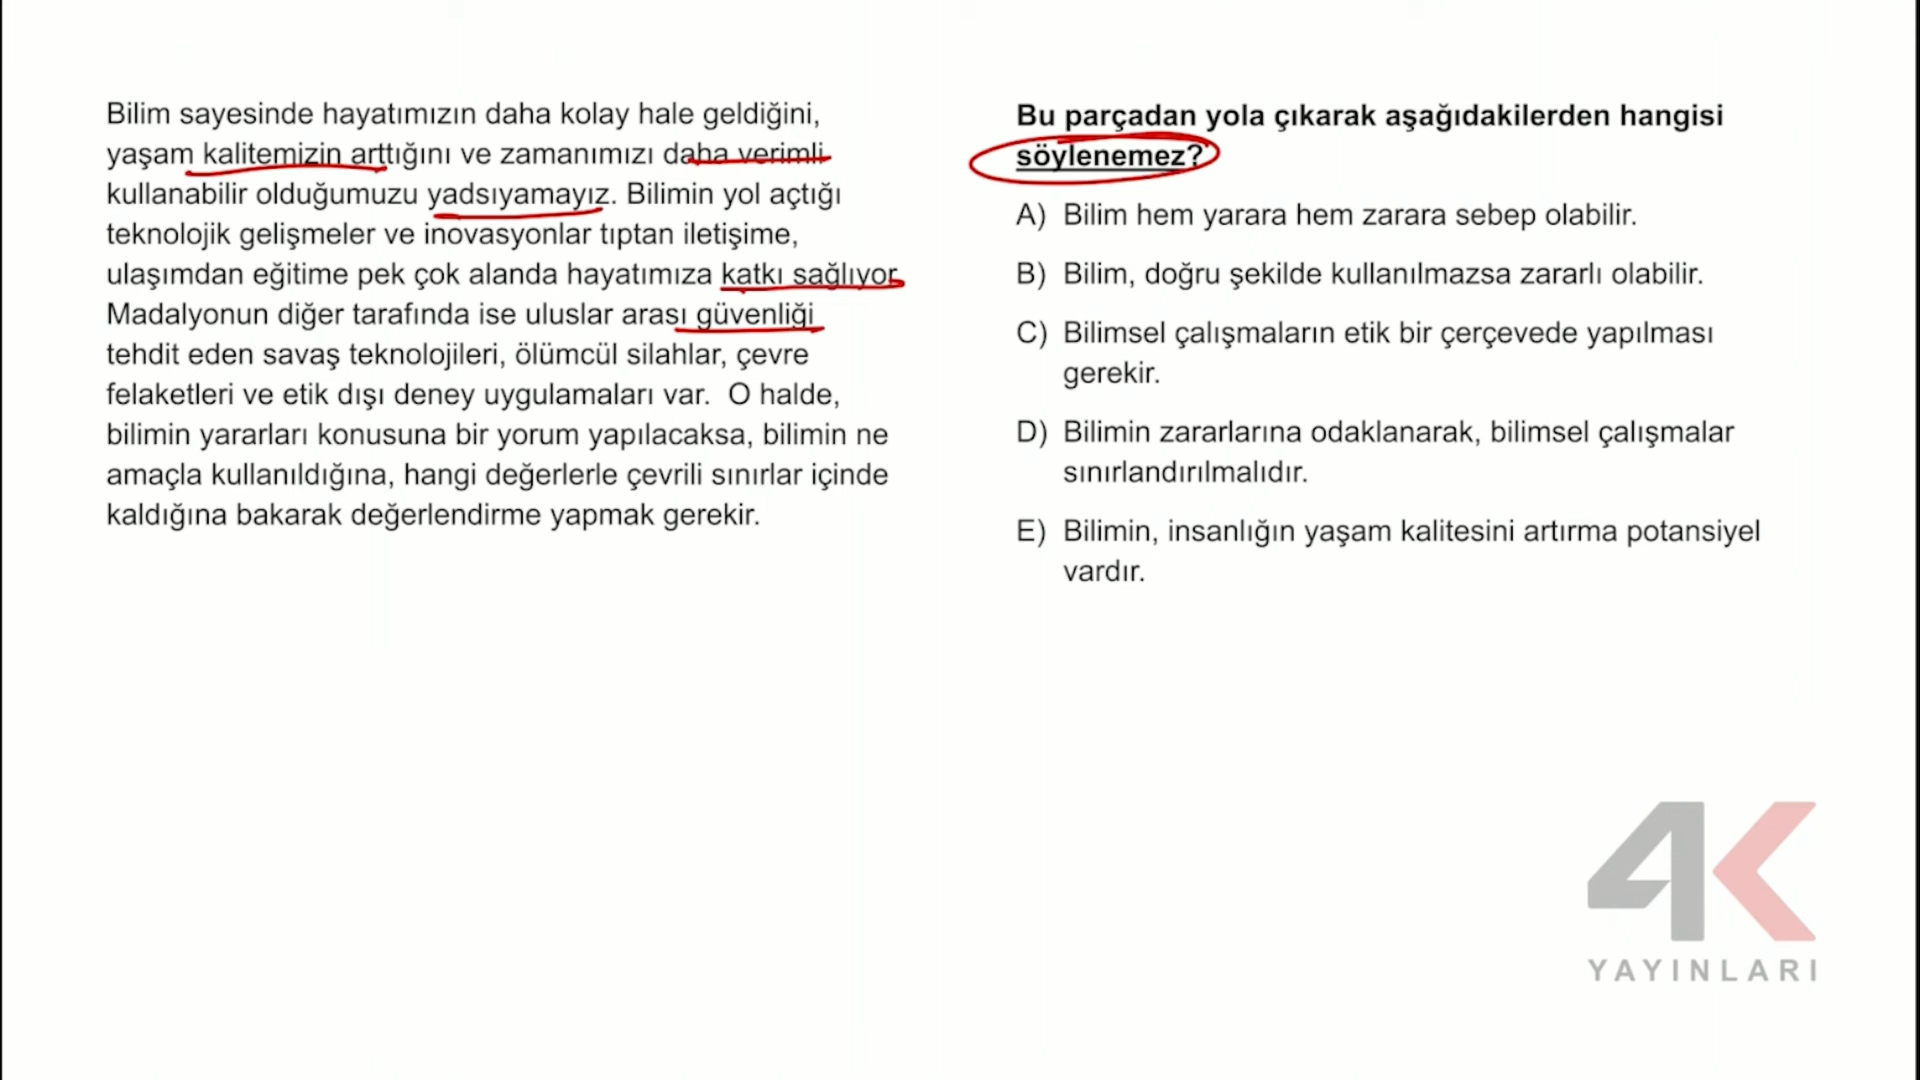 Bilim sayesinde hayatımızın daha kolay hale geldiğini,
yaşam kalitemizin arttığını ve zamanımızı daha verimli
kullanabilir olduğumuzu yadsıyamayız. Bilimin yol açtığı
teknolojik gelişmeler ve inovasyonlar tıptan iletişime,
ulaşımdan eğitime pek çok alanda hayatımıza katkı sağlıyor.
Madalyonun diğer tarafında ise uluslar arası güvenliği
tehdit eden savaş teknolojileri, ölümcül silahlar, çevre
felaketleri ve etik dışı deney uygulamaları var. O halde,
bilimin yararları konusuna bir yorum yapılacaksa, bilimin ne
amaçla kullanıldığına, hangi değerlerle çevrili sınırlar içinde
kaldığına bakarak değerlendirme yapmak gerekir.
Bu parçadan yola çıkarak aşağıdakilerden hangisi
söylenemez?
A) Bilim hem yarara hem zarara sebep olabilir.
B) Bilim, doğru şekilde kullanılmazsa zararlı olabilir.
C) Bilimsel çalışmaların etik bir çerçevede yapılması
gerekir.
D) Bilimin zararlarına odaklanarak, bilimsel çalışmalar
sınırlandırılmalıdır.
E) Bilimin, insanlığın yaşam kalitesini artırma potansiyel
vardır.
4K
YAYINLARI